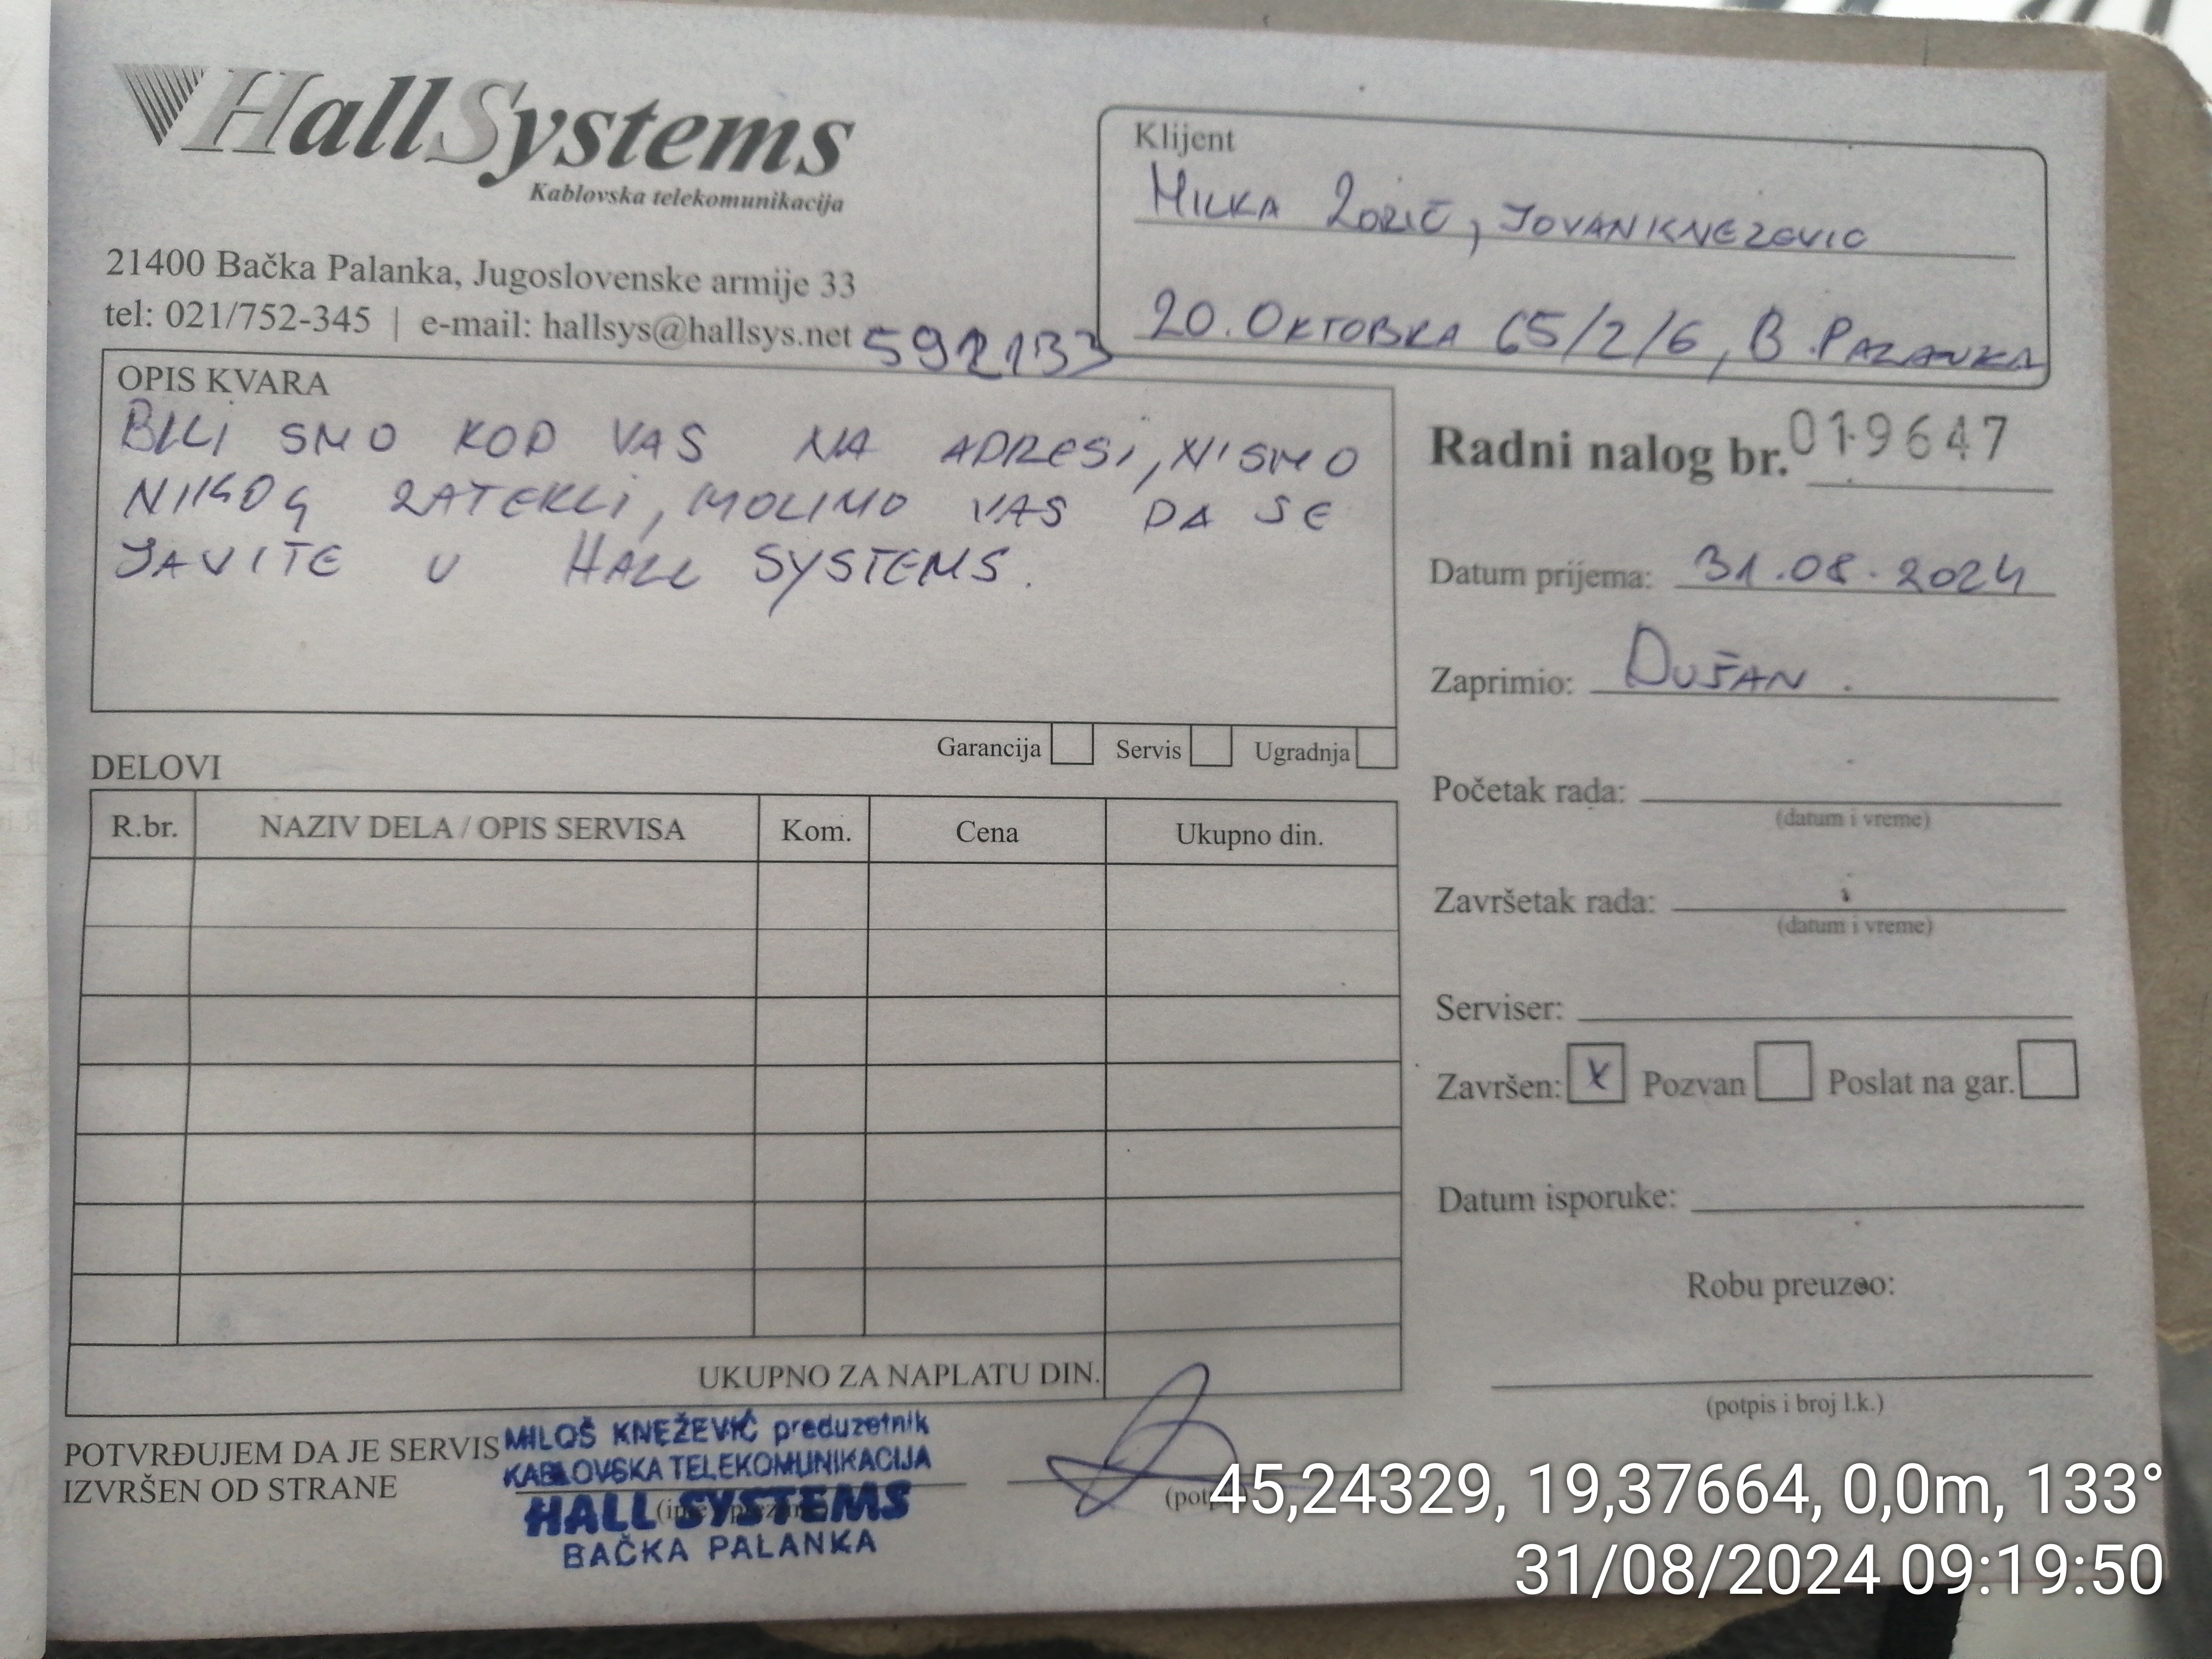 HallSystems
Kablovska telekomunikacija
21400 Bačka Palanka, Jugoslovenske armije 33
tel: 021/752-345 | e-mail: hallsys@hallsys.net 592133
Klijent
MILKA ZORIĆ, JOVAN KNEZEVIC
20. OKTOBRA 65/2/6, B. PALANKA
OPIS KVARA
BILI SMO KOD VAS NA ADRESI, NISMO
NIKOG ZATEKLI, MOLIMO VAS DA SE
JAVITE U HALL SYSTEMS.
Garancija Servis Ugradnja
Radni nalog br. 019647
Datum prijema: 31.08.2024
Zaprimio: DUŠAN.
Početak rada:
(datum i vreme)
Završetak rada:
(datum i vreme)
Serviser:
Završen: X Pozvan Poslat na gar.
Datum isporuke:
Robu preuzeo:
(potpis i broj l.k.)
DELOVI
R.br. NAZIV DELA / OPIS SERVISA Kom. Cena Ukupno din.
UKUPNO ZA NAPLATU DIN.
POTVRĐUJEM DA JE SERVIS
IZVRŠEN OD STRANE
MILOŠ KNEŽEVIĆ preduzetnik
KABLOVSKA TELEKOMUNIKACIJA
HALL SYSTEMS
BAČKA PALANKA
45,24329, 19,37664, 0,0m, 133°
31/08/2024 09:19:50